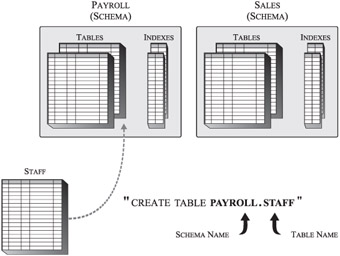 PAYROLL
(SCHEMA)
SALES
(SCHEMA)
TABLES
INDEXES
TABLES
INDEXES
STAFF
"CREATE TABLE PAYROLL.STAFF"
SCHEMA NAME
TABLE NAME